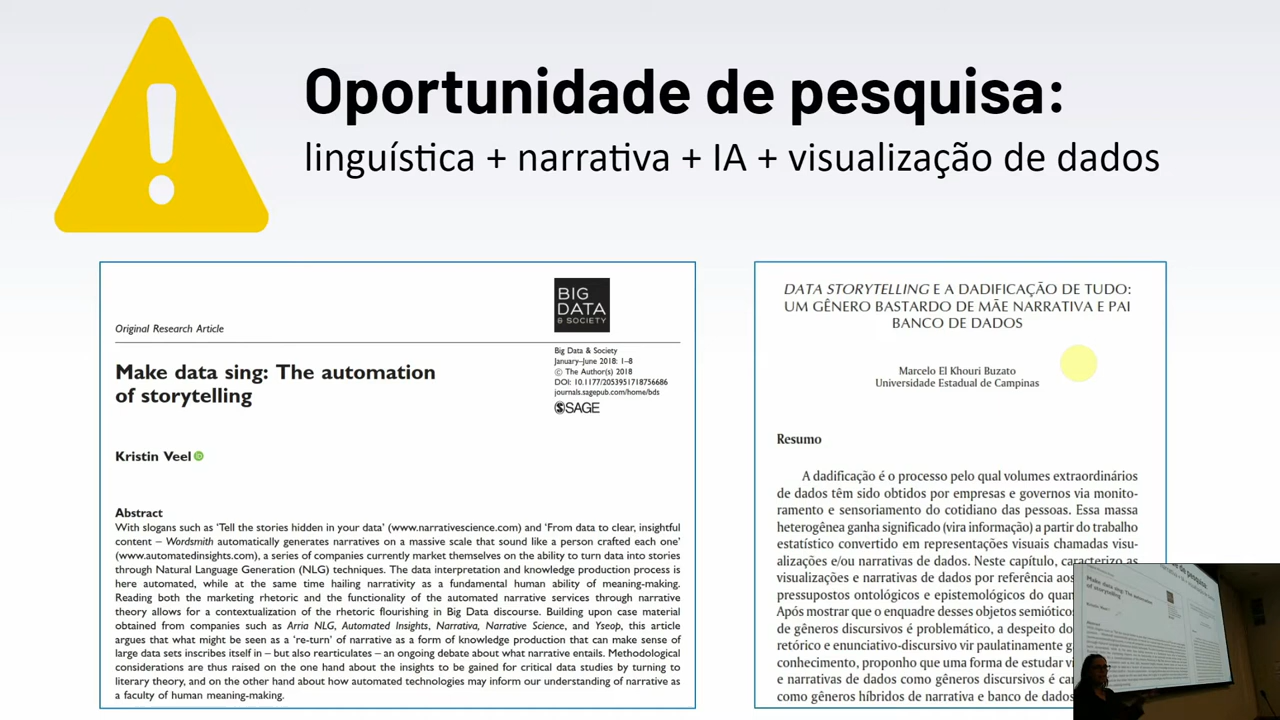 Oportunidade de pesquisa:
linguística + narrativa + IA + visualização de dados
BIG
DATA
& SOCIETY
Original Research Article
Big Data & Society
January–June 2018: 1–8
© The Author(s) 2018
DOI: 10.1177/2053951718756686
journals.sagepub.com/home/bds
SAGE
Make data sing: The automation
of storytelling
Kristin Veel
Abstract
With slogans such as ‘Tell the stories hidden in your data’ (www.narrativescience.com) and ‘From data to clear, insightful
content – Wordsmith automatically generates narratives on a massive scale that sound like a person crafted each one’
(www.automatedinsights.com), a series of companies currently market themselves on the ability to turn data into stories
through Natural Language Generation (NLG) techniques. The data interpretation and knowledge production process is
here automated, while at the same time hailing narrativity as a fundamental human ability of meaning-making.
Reading both the marketing rhetoric and the functionality of the automated narrative services through narrative
theory allows for a contextualization of the rhetoric flourishing in Big Data discourse. Building upon case material
obtained from companies such as Arria NLG, Automated Insights, Narrativa, Narrative Science, and Yseop, this article
argues that what might be seen as a ‘re-turn’ of narrative as a form of knowledge production that can make sense of
large data sets inscribes itself in – but also rearticulates – an ongoing debate about what narrative entails. Methodological
considerations are thus raised on the one hand about the insights to be gained for critical data studies by turning to
literary theory, and on the other hand about how automated technologies may inform our understanding of narrative as
a faculty of human meaning-making.
DATA STORYTELLING E A DADIFICAÇÃO DE TUDO:
UM GÊNERO BASTARDO DE MÃE NARRATIVA E PAI
BANCO DE DADOS
Marcelo El Khouri Buzato
Universidade Estadual de Campinas
Resumo
A dadificação é o processo pelo qual volumes extraordinários
de dados têm sido obtidos por empresas e governos via monito-
ramento e sensoriamento do cotidiano das pessoas. Essa massa
heterogênea ganha significado (vira informação) a partir do trabalho
estatístico convertido em representações visuais chamadas visu-
alizações e/ou narrativas de dados. Neste capítulo, caracterizo as
visualizações e narrativas de dados por referência aos
pressupostos ontológicos e epistemológicos do
Após mostrar que o enquadre desses objetos
de gêneros discursivos é problemático, a despeito do
retórico e enunciativo-discursivo vir paulatinamente
conhecimento, proponho que uma forma de estudar
e narrativas de dados como gêneros discursivos é
como gêneros híbridos de narrativa e banco de dados
Make data sing: The automation
of storytelling